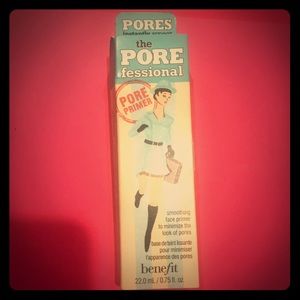 PORES
the
PORE
fessional
PORE
PRIMER
smoothing
face primer
to minimize the
look of pores
base de teint lissante
pour minimiser
l'apparence des pores
benefit
22.0 mL / 0.75 fl. oz.